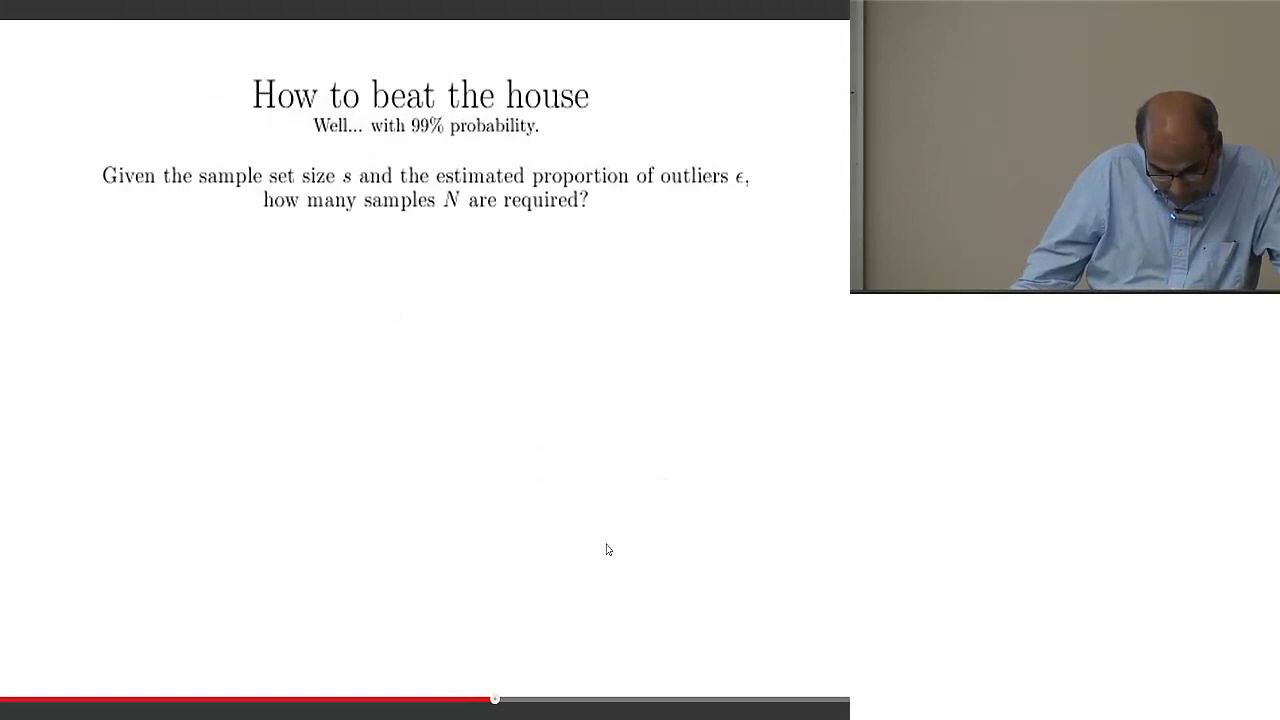 How to beat the house
Well... with 99% probability.
Given the sample set size s and the estimated proportion of outliers ϵ,
how many samples N are required?